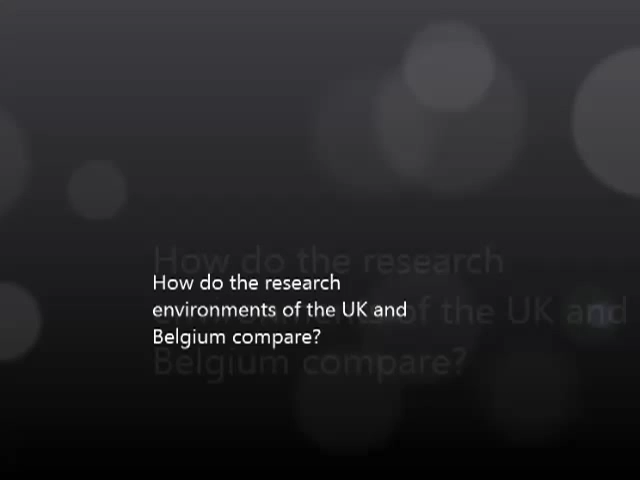 How do the research
environments of the UK and
Belgium compare?